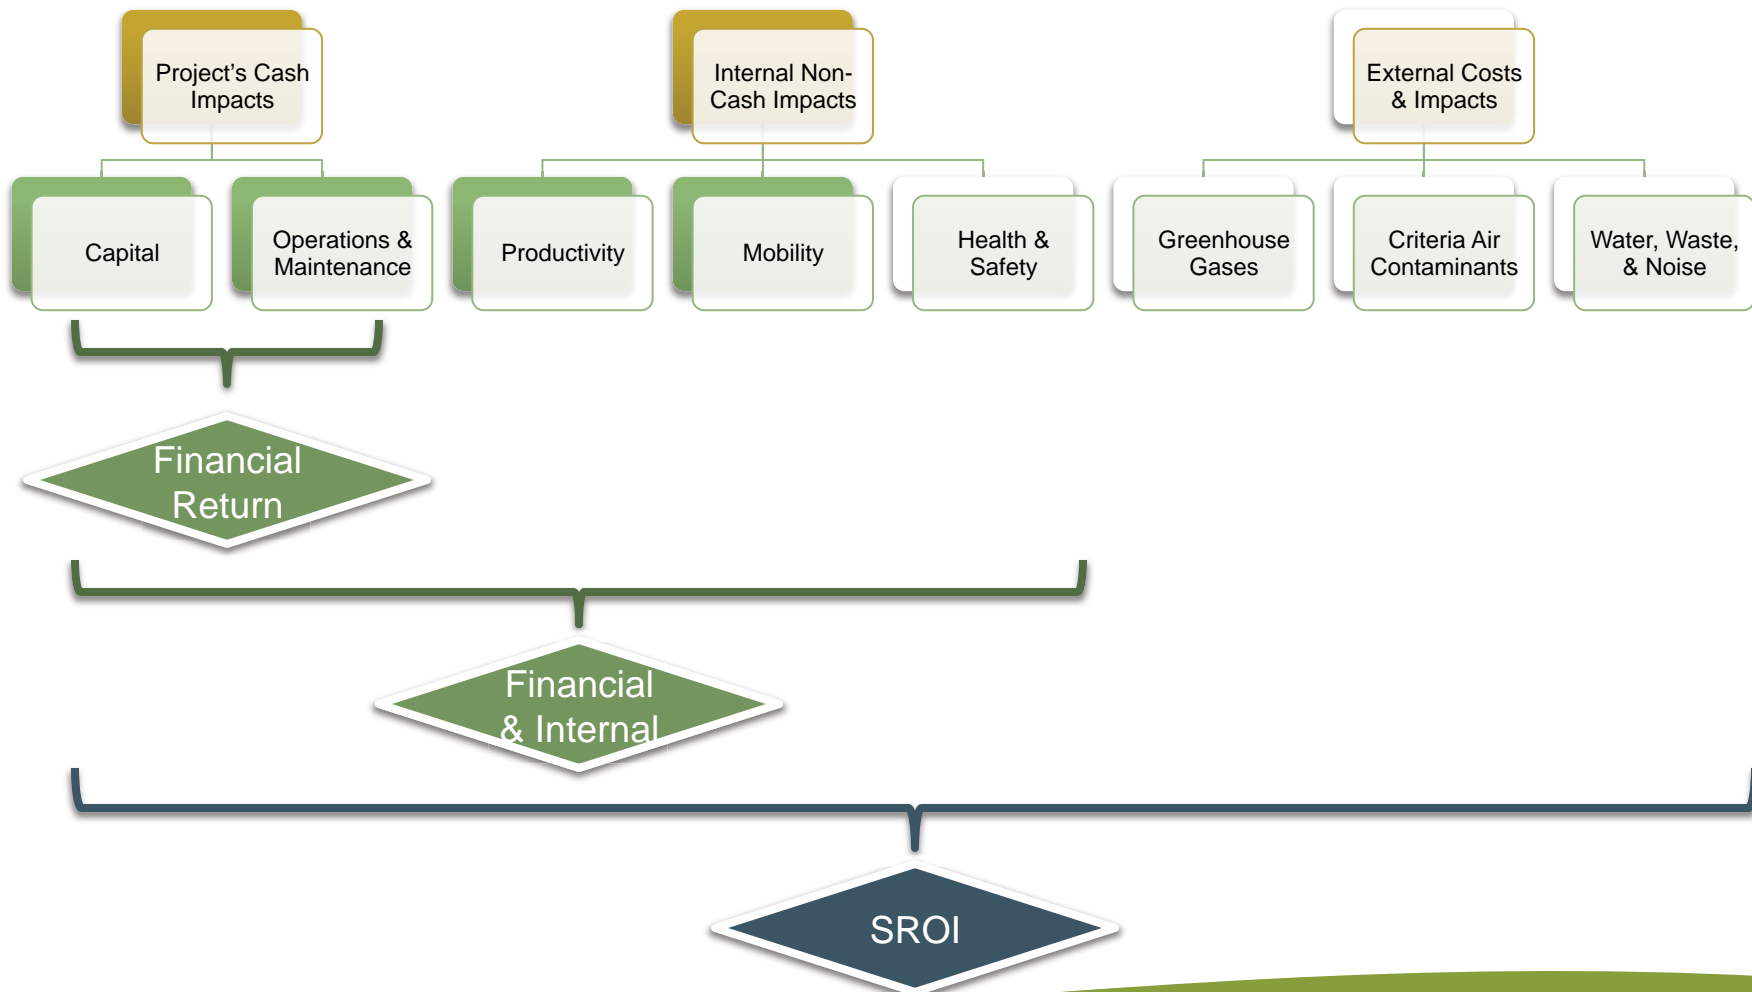 Project's Cash
Impacts
Internal Non-
Cash Impacts
External Costs
& Impacts
Capital
Operations &
Maintenance
Productivity
Mobility
Health &
Safety
Greenhouse
Gases
Criteria Air
Contaminants
Water, Waste,
& Noise
Financial
Return
Financial
& Internal
SROI